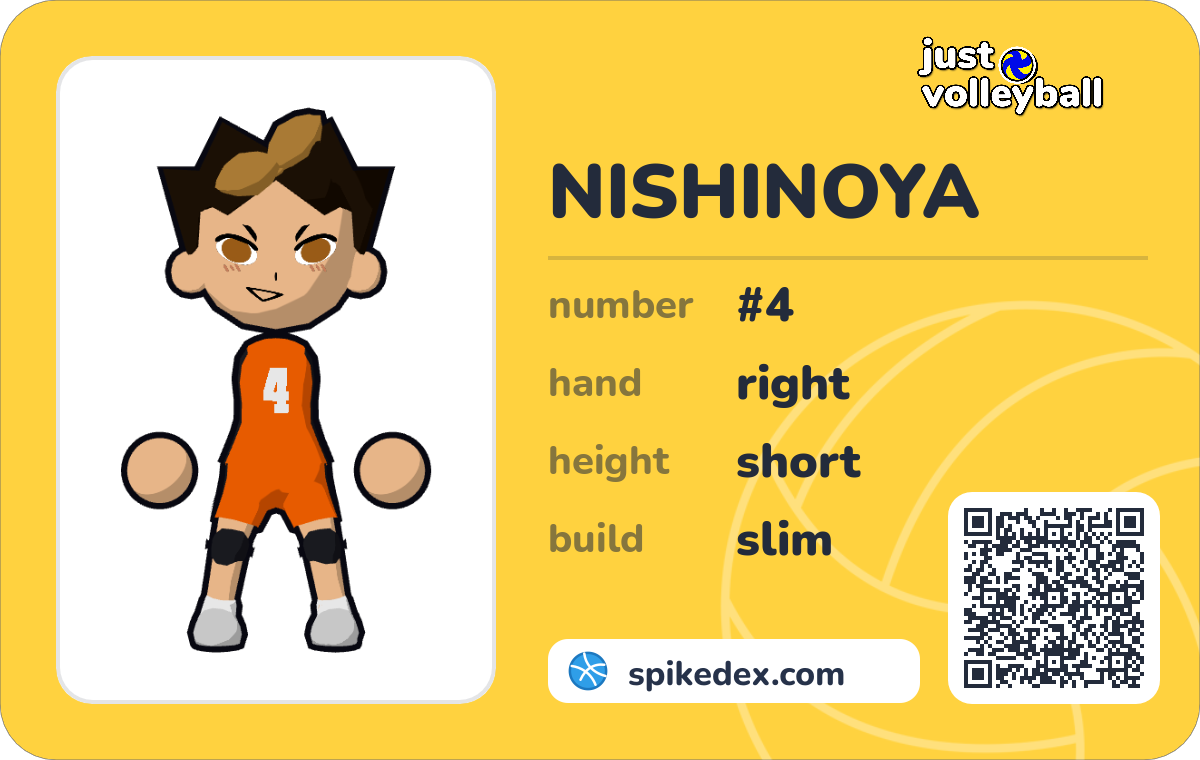 just
volleyball
NISHINOYA
number #4
hand right
height short
build slim
4
spikedex.com